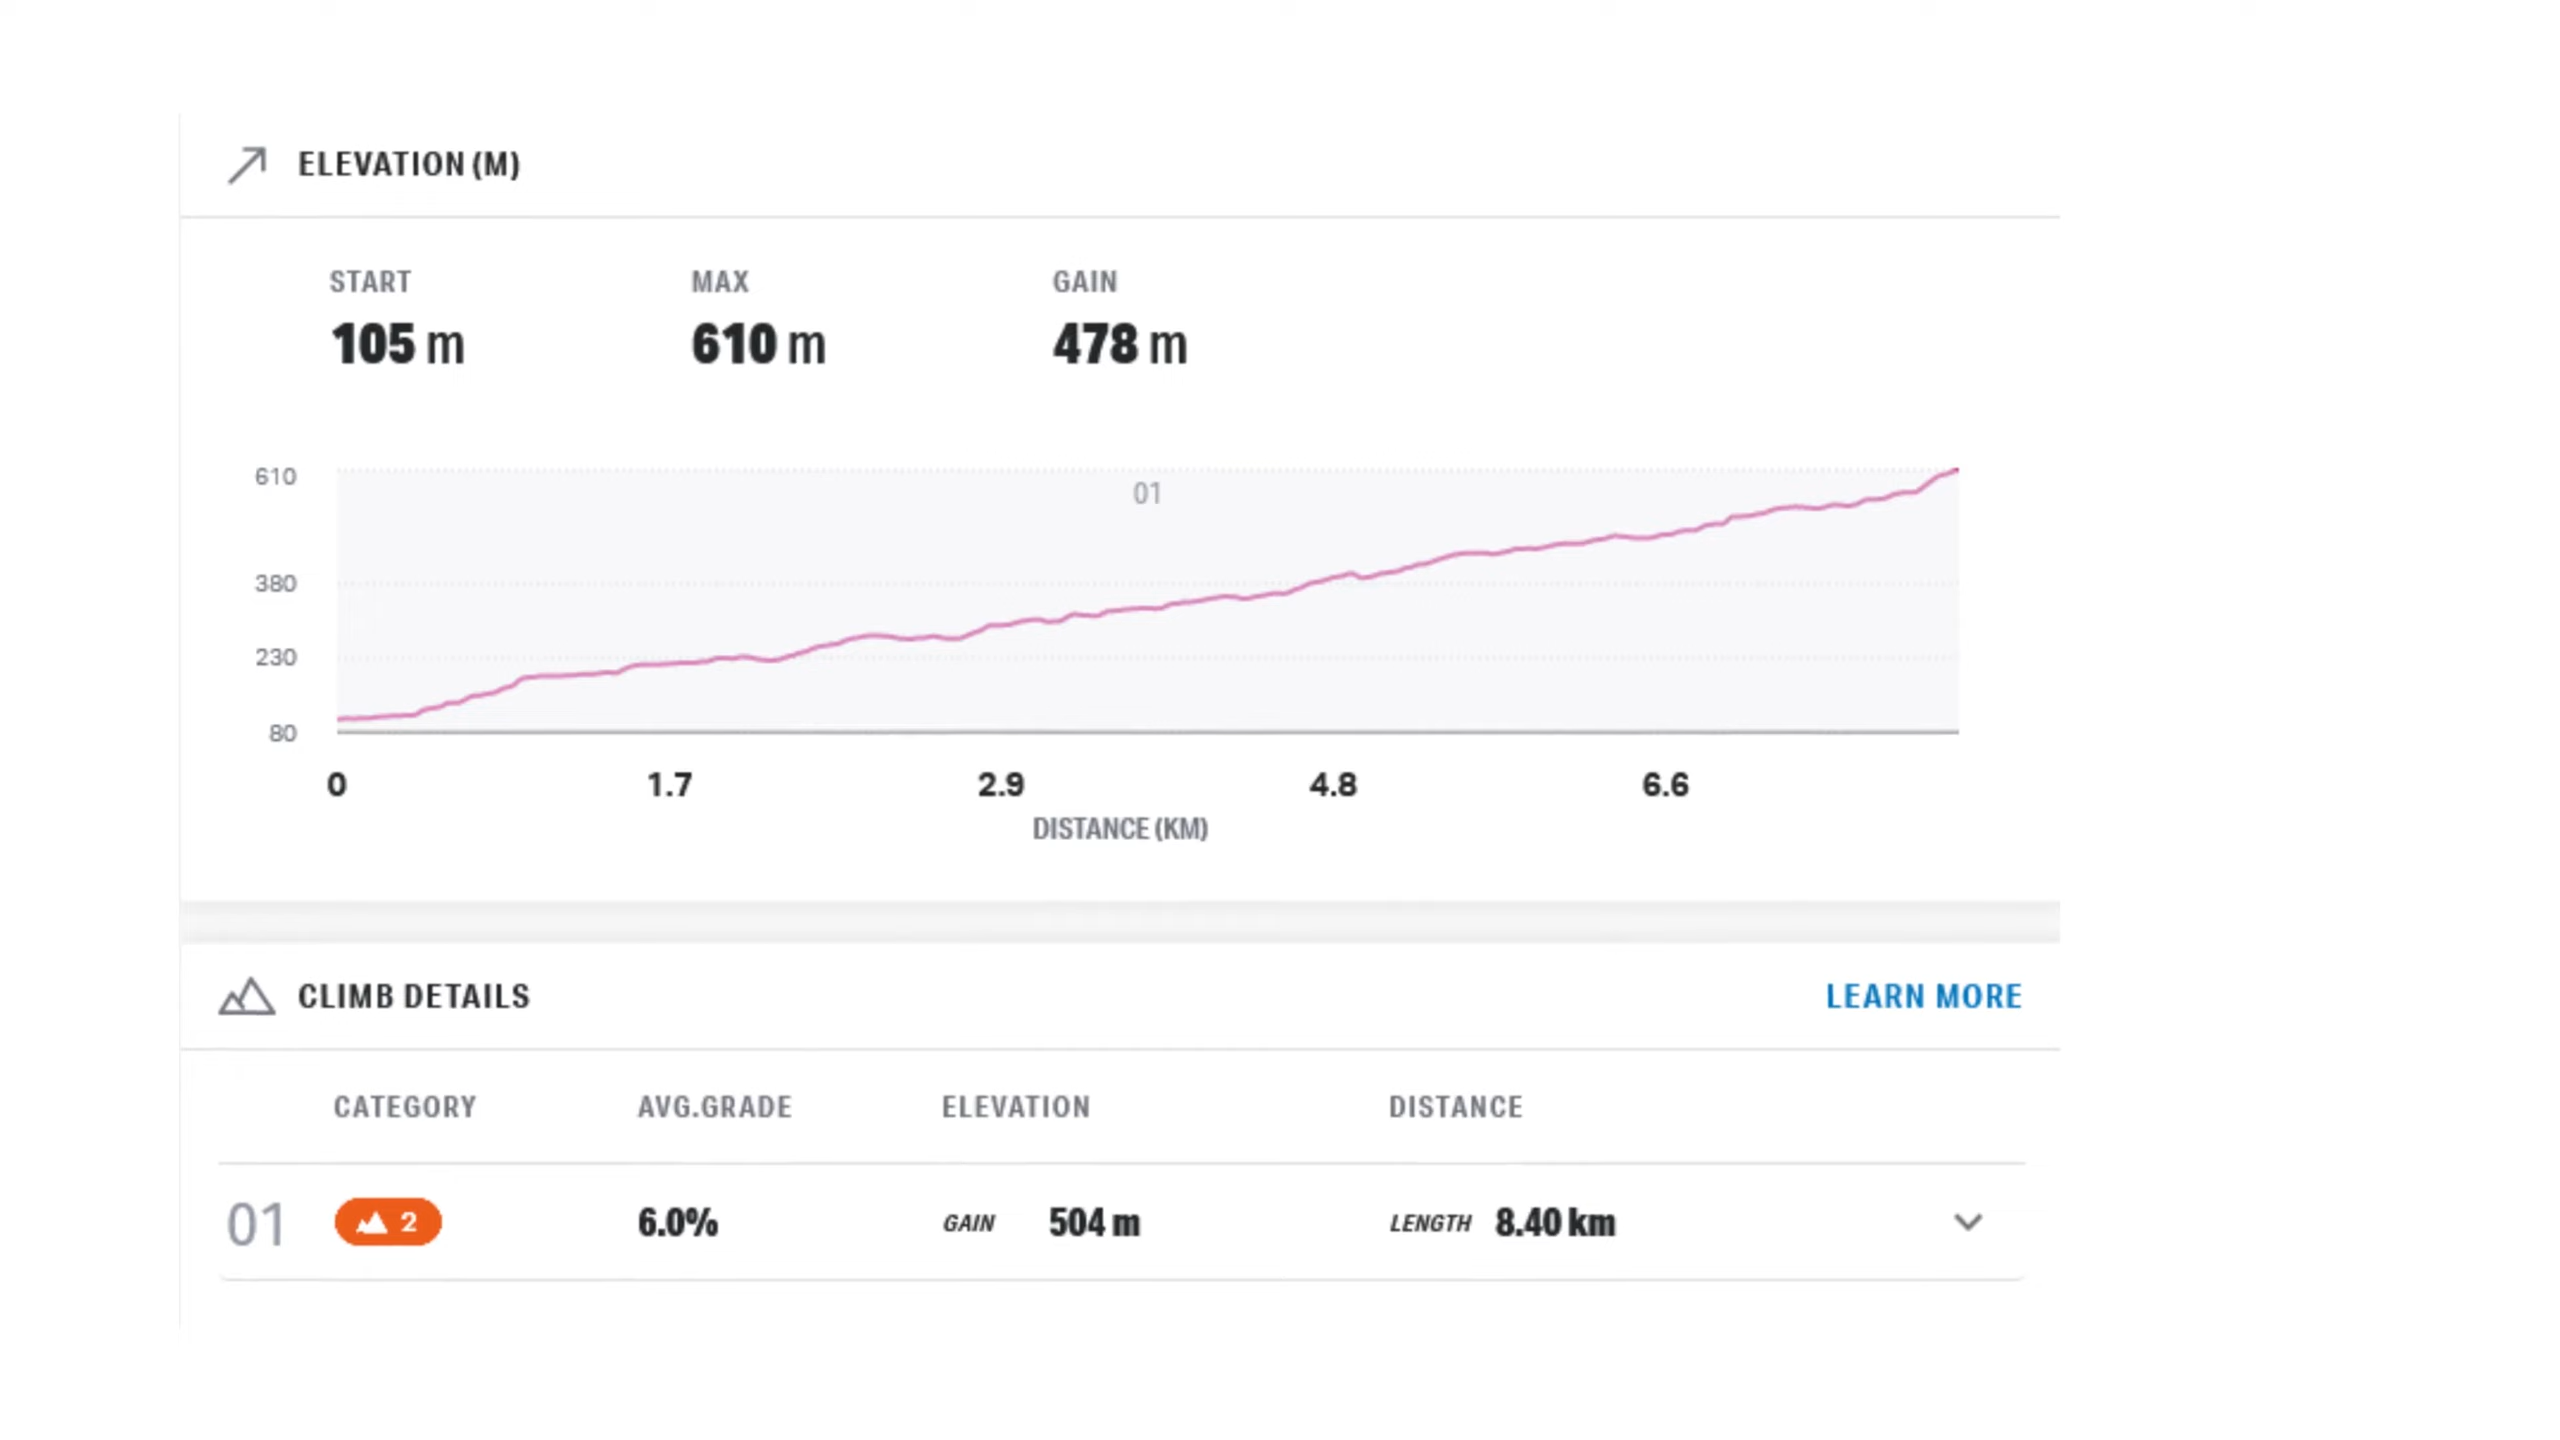 ELEVATION (M)
START MAX GAIN
105 m 610 m 478 m
610
01
380
230
80
0 1.7 2.9 4.8 6.6
DISTANCE (KM)
CLIMB DETAILS LEARN MORE
CATEGORY AVG.GRADE ELEVATION DISTANCE
01 2 6.0% GAIN 504 m LENGTH 8.40 km